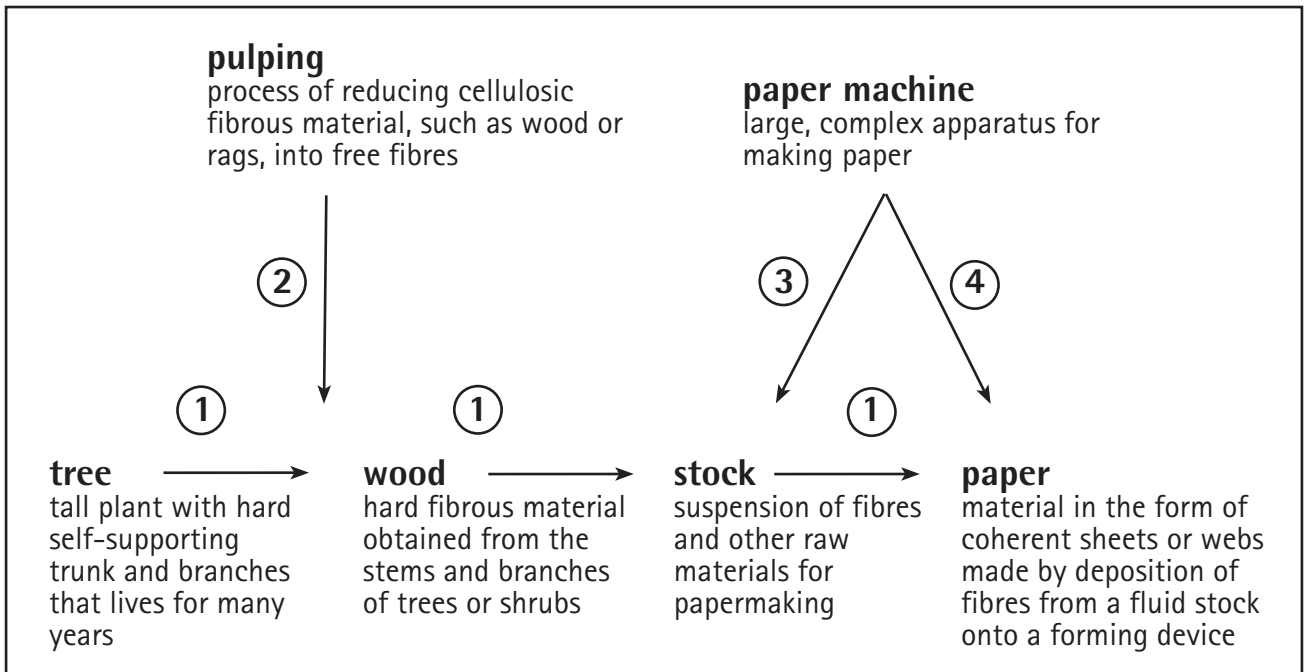 pulping
process of reducing cellulosic
fibrous material, such as wood or
rags, into free fibres
paper machine
large, complex apparatus for
making paper
2
3
4
1
1
1
tree
tall plant with hard
self-supporting
trunk and branches
that lives for many
years
wood
hard fibrous material
obtained from the
stems and branches
of trees or shrubs
stock
suspension of fibres
and other raw
materials for
papermaking
paper
material in the form of
coherent sheets or webs
made by deposition of
fibres from a fluid stock
onto a forming device